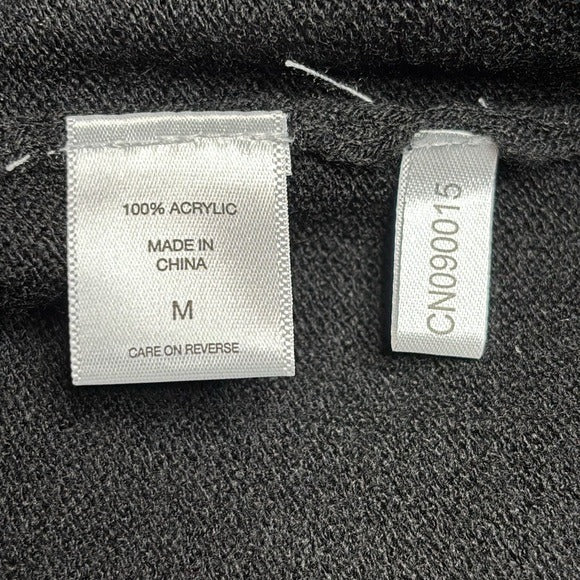 100% ACRYLIC
MADE IN
CHINA
M
CARE ON REVERSE
CN090015